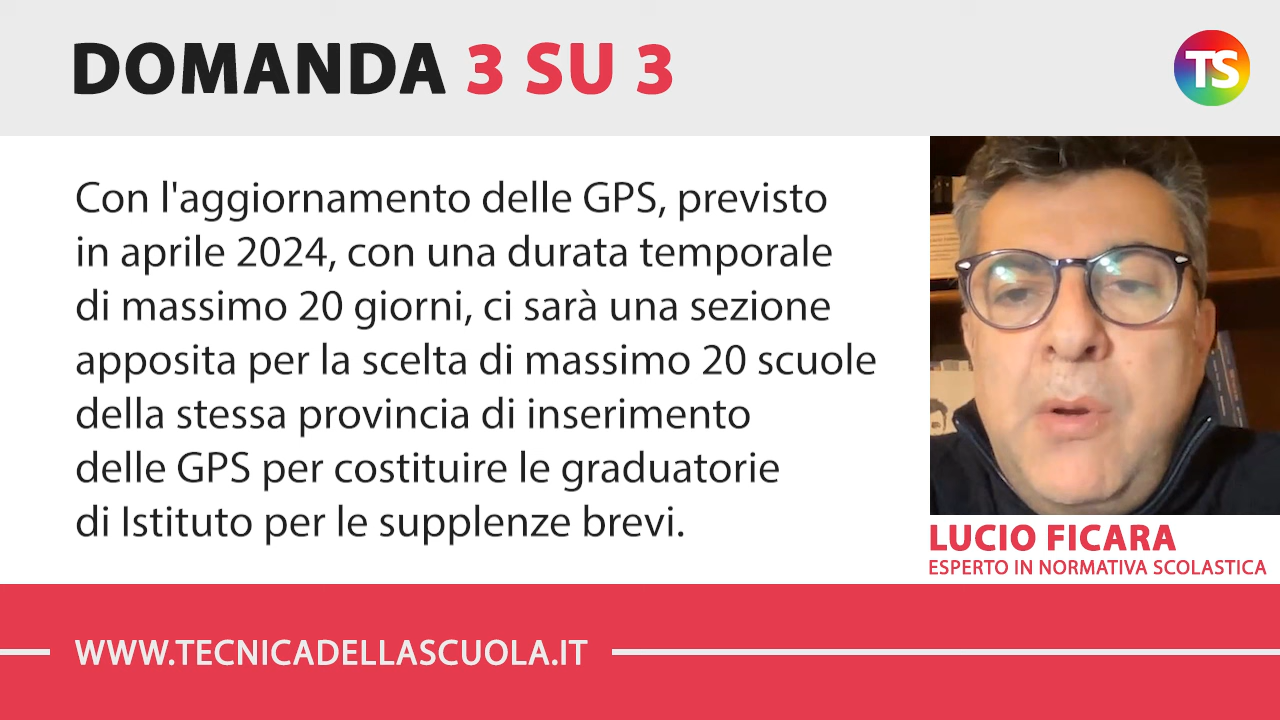 DOMANDA 3 SU 3
TS
Con l'aggiornamento delle GPS, previsto
in aprile 2024, con una durata temporale
di massimo 20 giorni, ci sarà una sezione
apposita per la scelta di massimo 20 scuole
della stessa provincia di inserimento
delle GPS per costituire le graduatorie
di Istituto per le supplenze brevi.
LUCIO FICARA
ESPERTO IN NORMATIVA SCOLASTICA
WWW.TECNICADELLASCUOLA.IT